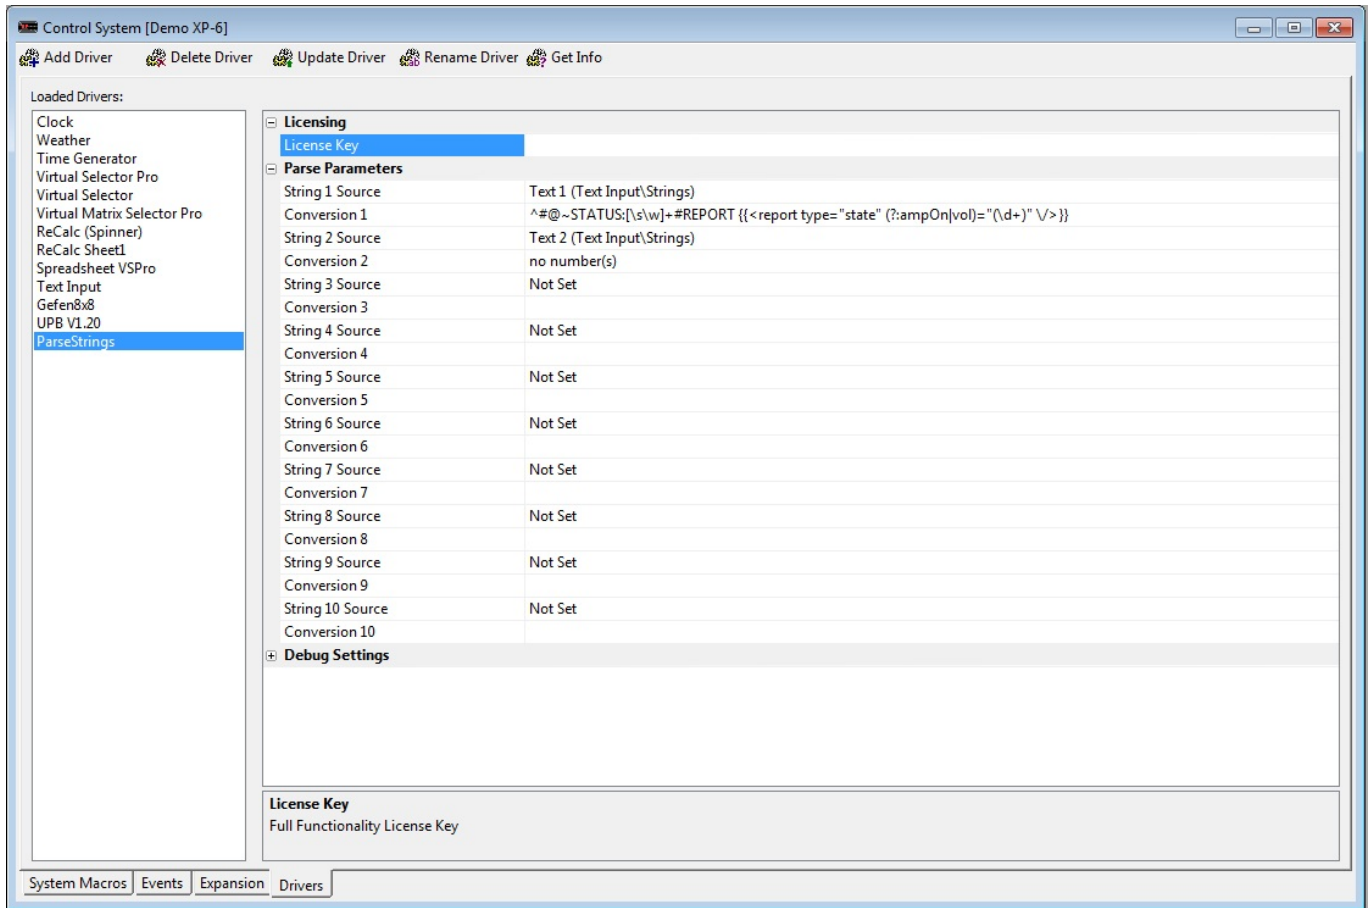 Control System [Demo XP-6]
Add Driver Delete Driver Update Driver Rename Driver Get Info
Loaded Drivers:
Clock
Weather
Time Generator
Virtual Selector Pro
Virtual Selector
Virtual Matrix Selector Pro
ReCalc (Spinner)
ReCalc Sheet1
Spreadsheet VSPro
Text Input
Gefen8x8
UPB V1.20
ParseStrings
Licensing
License Key
Parse Parameters
String 1 Source Text 1 (Text Input\Strings)
Conversion 1 ^#@~STATUS:[\s\w]+#REPORT {{<report type="state" (?:ampOn|vol)="(\d+)" \/>}}
String 2 Source Text 2 (Text Input\Strings)
Conversion 2 no number(s)
String 3 Source Not Set
Conversion 3
String 4 Source Not Set
Conversion 4
String 5 Source Not Set
Conversion 5
String 6 Source Not Set
Conversion 6
String 7 Source Not Set
Conversion 7
String 8 Source Not Set
Conversion 8
String 9 Source Not Set
Conversion 9
String 10 Source Not Set
Conversion 10
Debug Settings
License Key
Full Functionality License Key
System Macros Events Expansion Drivers